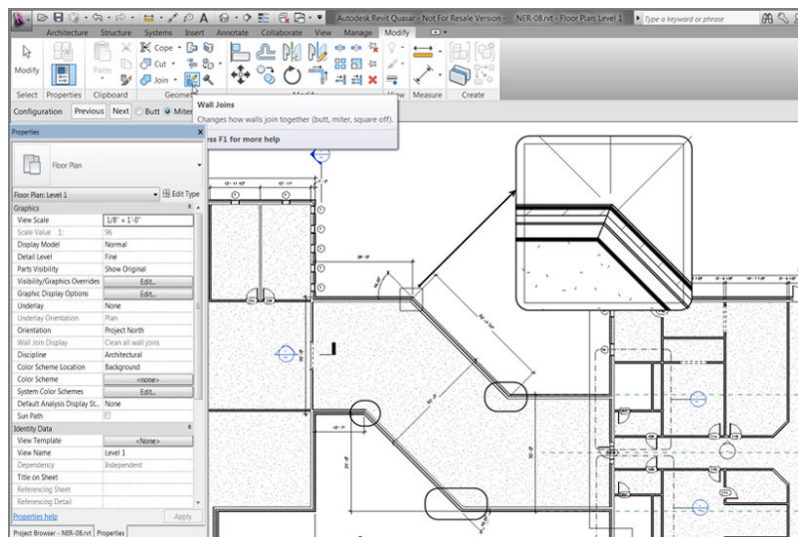 Autodesk Revit Quasar - Not For Resale Version - NER-08.rvt - Floor Plan: Level 1
Type a keyword or phrase
Architecture Structure Systems Insert Annotate Collaborate View Manage Modify
Modify
Paste
Cope
Cut
Join
Select Properties Clipboard Geom View Measure Create
Configuration Previous Next Butt Miter
Wall Joins
Changes how walls join together (butt, miter, square off).
ess F1 for more help
Properties
Floor Plan
Floor Plan: Level 1 Edit Type
Graphics
View Scale 1/8" = 1'-0"
Scale Value 1: 96
Display Model Normal
Detail Level Fine
Parts Visibility Show Original
Visibility/Graphics Overrides Edit...
Graphic Display Options Edit...
Underlay None
Underlay Orientation Plan
Orientation Project North
Wall Join Display Clean all wall joins
Discipline Architectural
Color Scheme Location Background
Color Scheme <none>
System Color Schemes Edit...
Default Analysis Display St... None
Sun Path
Identity Data
View Template <None>
View Name Level 1
Dependency Independent
Title on Sheet
Referencing Sheet
Referencing Detail
Properties help Apply
Project Browser - NER-08.rvt Properties